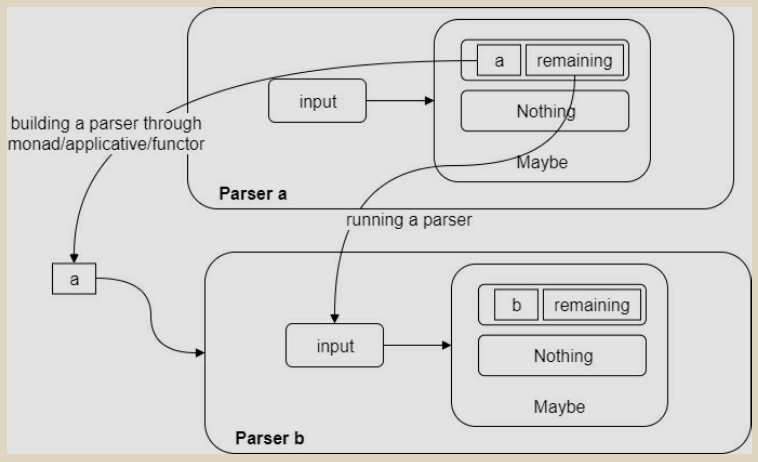 a
remaining
input
Nothing
building a parser through
monad/applicative/functor
Maybe
Parser a
running a parser
a
b
remaining
input
Nothing
Maybe
Parser b